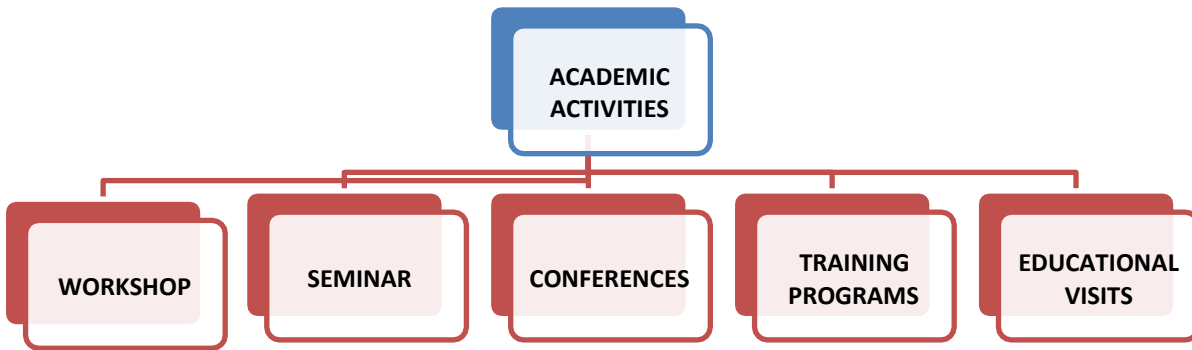 ACADEMIC
ACTIVITIES
WORKSHOP
SEMINAR
CONFERENCES
TRAINING
PROGRAMS
EDUCATIONAL
VISITS